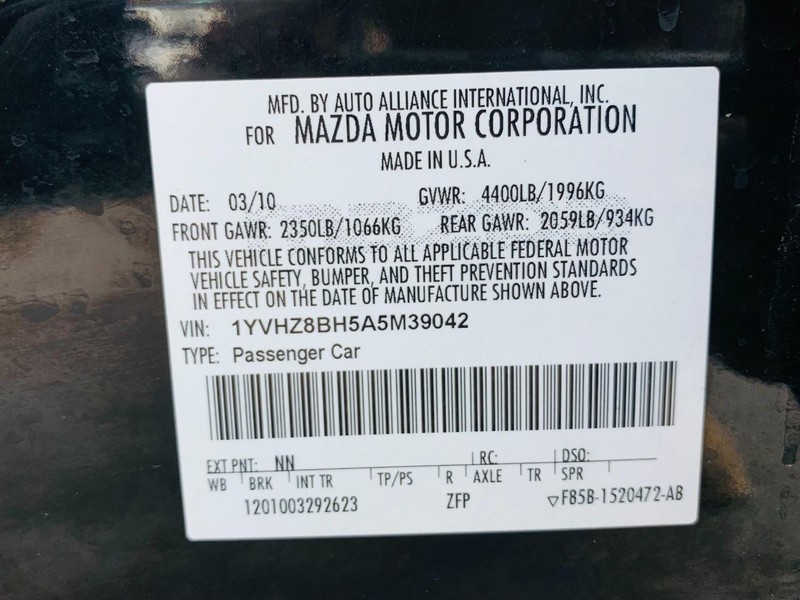 MFD. BY AUTO ALLIANCE INTERNATIONAL, INC.
FOR MAZDA MOTOR CORPORATION
MADE IN U.S.A.
DATE: 03/10 GVWR: 4400LB/1996KG
FRONT GAWR: 2350LB/1066KG REAR GAWR: 2059LB/934KG
THIS VEHICLE CONFORMS TO ALL APPLICABLE FEDERAL MOTOR
VEHICLE SAFETY, BUMPER, AND THEFT PREVENTION STANDARDS
IN EFFECT ON THE DATE OF MANUFACTURE SHOWN ABOVE.
VIN: 1YVHZ8BH5A5M39042
TYPE: Passenger Car
EXT PNT: NN RC: DSO:
WB BRK INT TR TP/PS R AXLE TR SPR
1201003292623 ZFP ▽F85B-1520472-AB